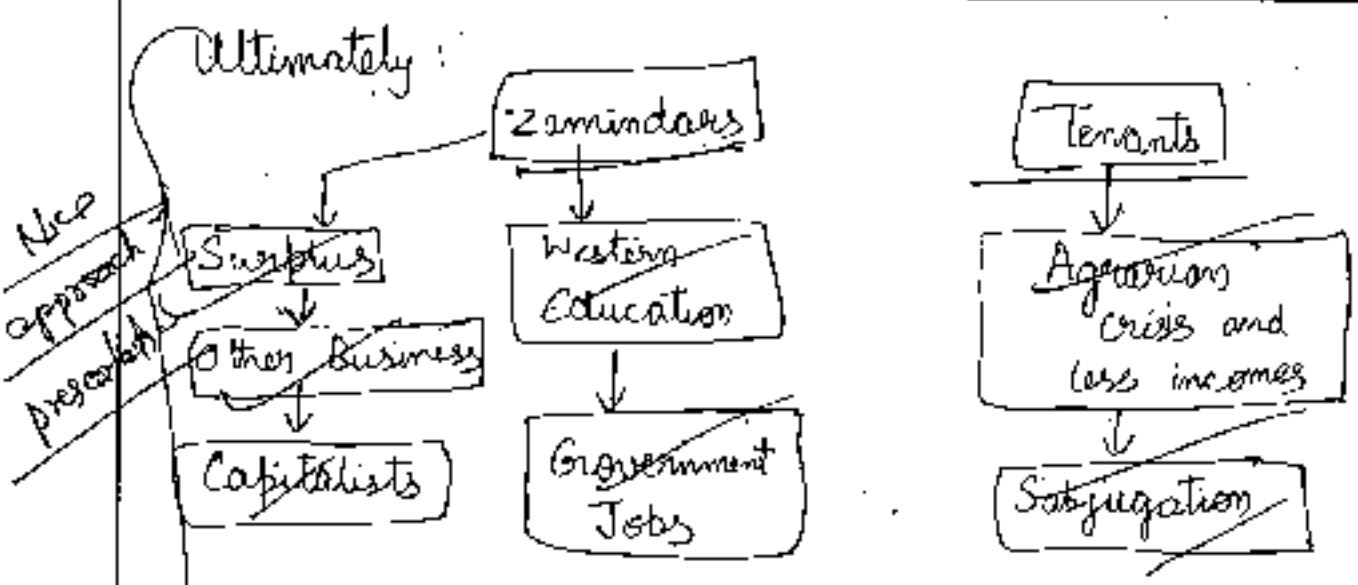 Ultimately :
Zamindars
Tenants
Surplus
Other Business
Capitalists
Western
Education
Government
Jobs
Agrarian
crisis and
less incomes
Subjugation
Nice
approach